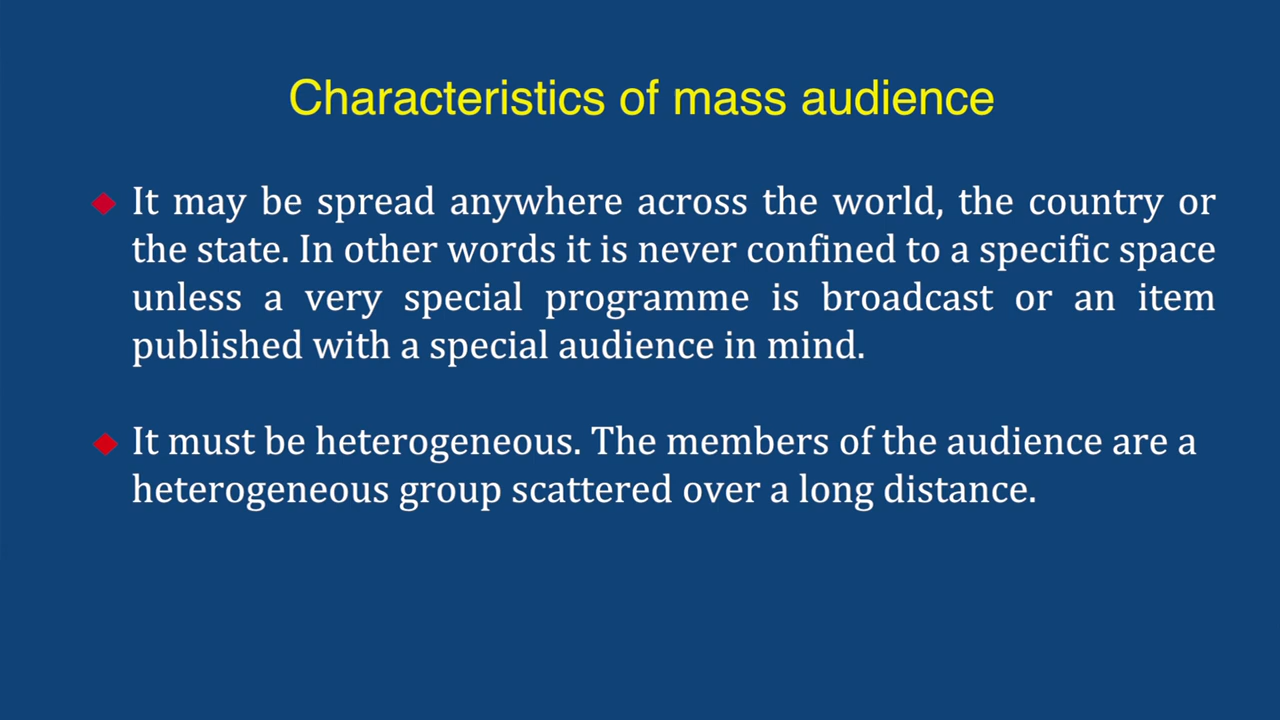 Characteristics of mass audience
It may be spread anywhere across the world, the country or
the state. In other words it is never confined to a specific space
unless a very special programme is broadcast or an item
published with a special audience in mind.
It must be heterogeneous. The members of the audience are a
heterogeneous group scattered over a long distance.